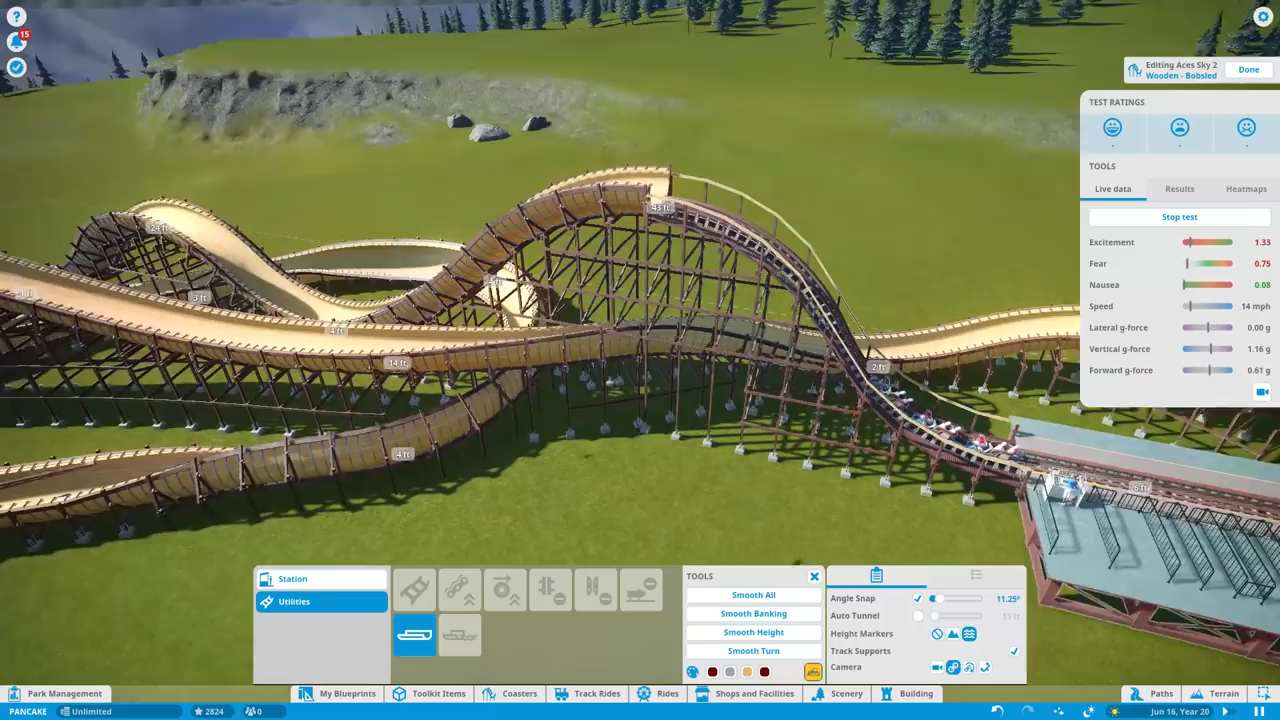 ?
15
Editing Aces Sky 2
Wooden - Bobsled
Done
TEST RATINGS
-
-
-
TOOLS
Live data
Results
Heatmaps
Stop test
Excitement 1.33
Fear 0.75
Nausea 0.08
Speed 14 mph
Lateral g-force 0.00 g
Vertical g-force 1.16 g
Forward g-force 0.61 g
24 ft
43 ft
3 ft
4 ft
14 ft
2 ft
4 ft
6 ft
Station
Utilities
TOOLS
Smooth All
Smooth Banking
Smooth Height
Smooth Turn
Angle Snap 11.25°
Auto Tunnel 13 ft
Height Markers
Track Supports
Camera
Park Management
My Blueprints
Toolkit Items
Coasters
Track Rides
Rides
Shops and Facilities
Scenery
Building
Paths
Terrain
PANCAKE
Unlimited
2824
0
Jun 16, Year 20